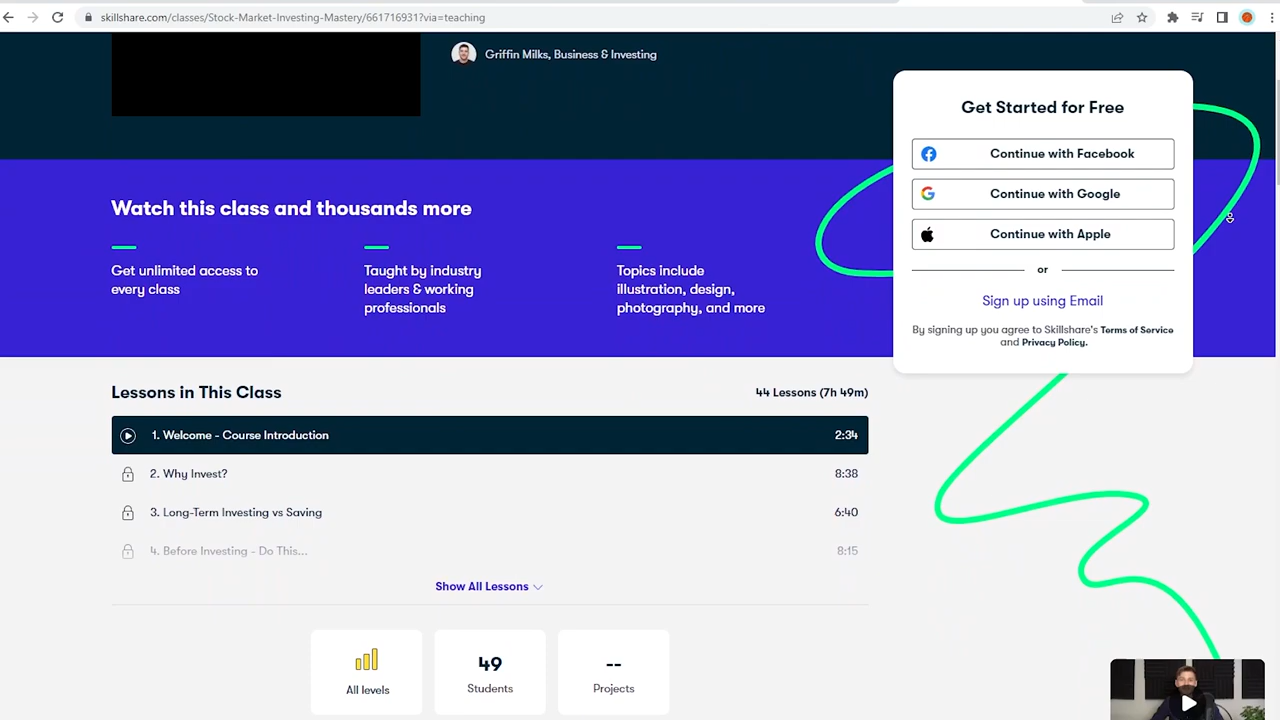 skillshare.com/classes/Stock-Market-Investing-Mastery/661716931?via=teaching
Griffin Milks, Business & Investing
Get Started for Free
Continue with Facebook
Continue with Google
Continue with Apple
or
Sign up using Email
By signing up you agree to Skillshare's Terms of Service
and Privacy Policy.
Watch this class and thousands more
Get unlimited access to
every class
Taught by industry
leaders & working
professionals
Topics include
illustration, design,
photography, and more
Lessons in This Class
44 Lessons (7h 49m)
1. Welcome - Course Introduction 2:34
2. Why Invest? 8:38
3. Long-Term Investing vs Saving 6:40
4. Before Investing - Do This... 8:15
Show All Lessons
All levels
49
Students
--
Projects